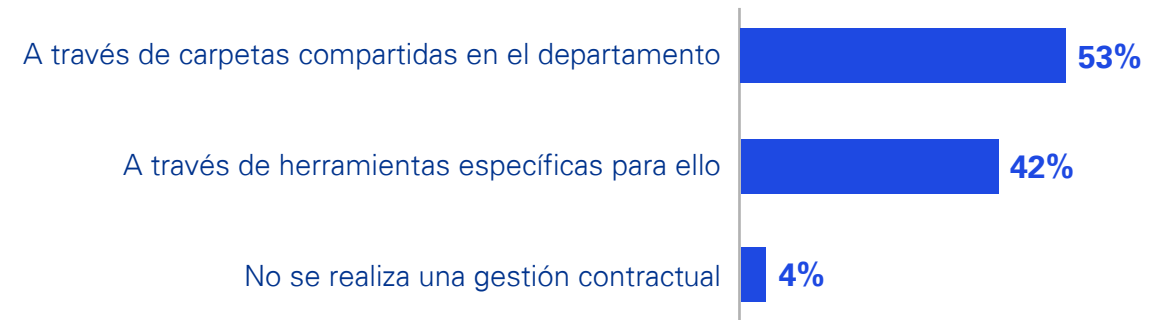 A través de carpetas compartidas en el departamento 53%
A través de herramientas específicas para ello 42%
No se realiza una gestión contractual 4%